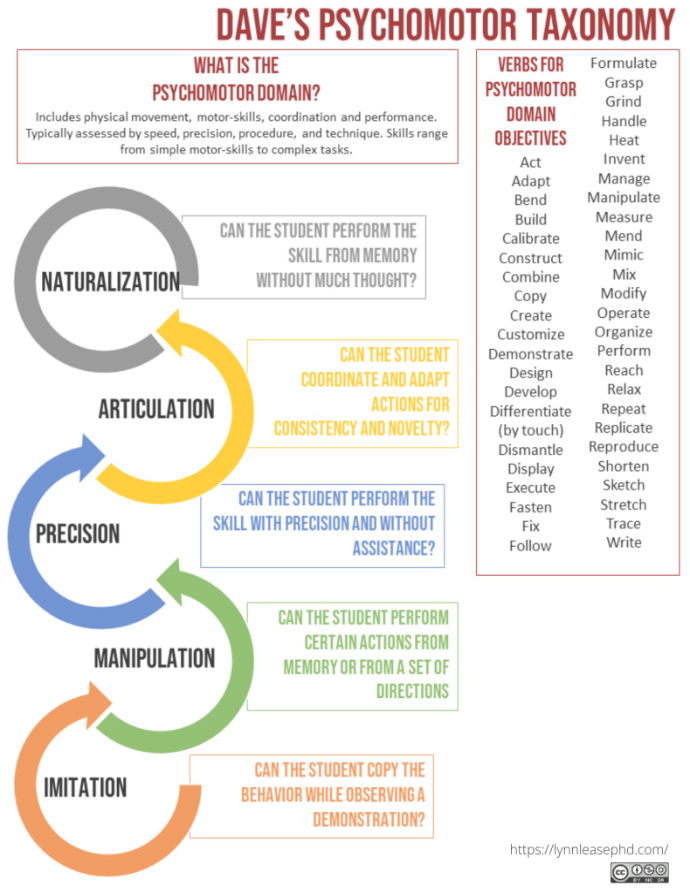 DAVE'S PSYCHOMOTOR TAXONOMY
WHAT IS THE
PSYCHOMOTOR DOMAIN?
Includes physical movement, motor-skills, coordination and performance.
Typically assessed by speed, precision, procedure, and technique. Skills range
from simple motor-skills to complex tasks.
NATURALIZATION
CAN THE STUDENT PERFORM THE
SKILL FROM MEMORY
WITHOUT MUCH THOUGHT?
ARTICULATION
CAN THE STUDENT
COORDINATE AND ADAPT
ACTIONS FOR
CONSISTENCY AND NOVELTY?
PRECISION
CAN THE STUDENT PERFORM THE
SKILL WITH PRECISION AND WITHOUT
ASSISTANCE?
MANIPULATION
CAN THE STUDENT PERFORM
CERTAIN ACTIONS FROM
MEMORY OR FROM A SET OF
DIRECTIONS
IMITATION
CAN THE STUDENT COPY THE
BEHAVIOR WHILE OBSERVING A
DEMONSTRATION?
VERBS FOR
PSYCHOMOTOR
DOMAIN
OBJECTIVES
Act
Adapt
Bend
Build
Calibrate
Construct
Combine
Copy
Create
Customize
Demonstrate
Design
Develop
Differentiate
(by touch)
Dismantle
Display
Execute
Fasten
Fix
Follow
Formulate
Grasp
Grind
Handle
Heat
Invent
Manage
Manipulate
Measure
Mend
Mimic
Mix
Modify
Operate
Organize
Perform
Reach
Relax
Repeat
Replicate
Reproduce
Shorten
Sketch
Stretch
Trace
Write
https://lynnleasephd.com/
cc
BY NC SA